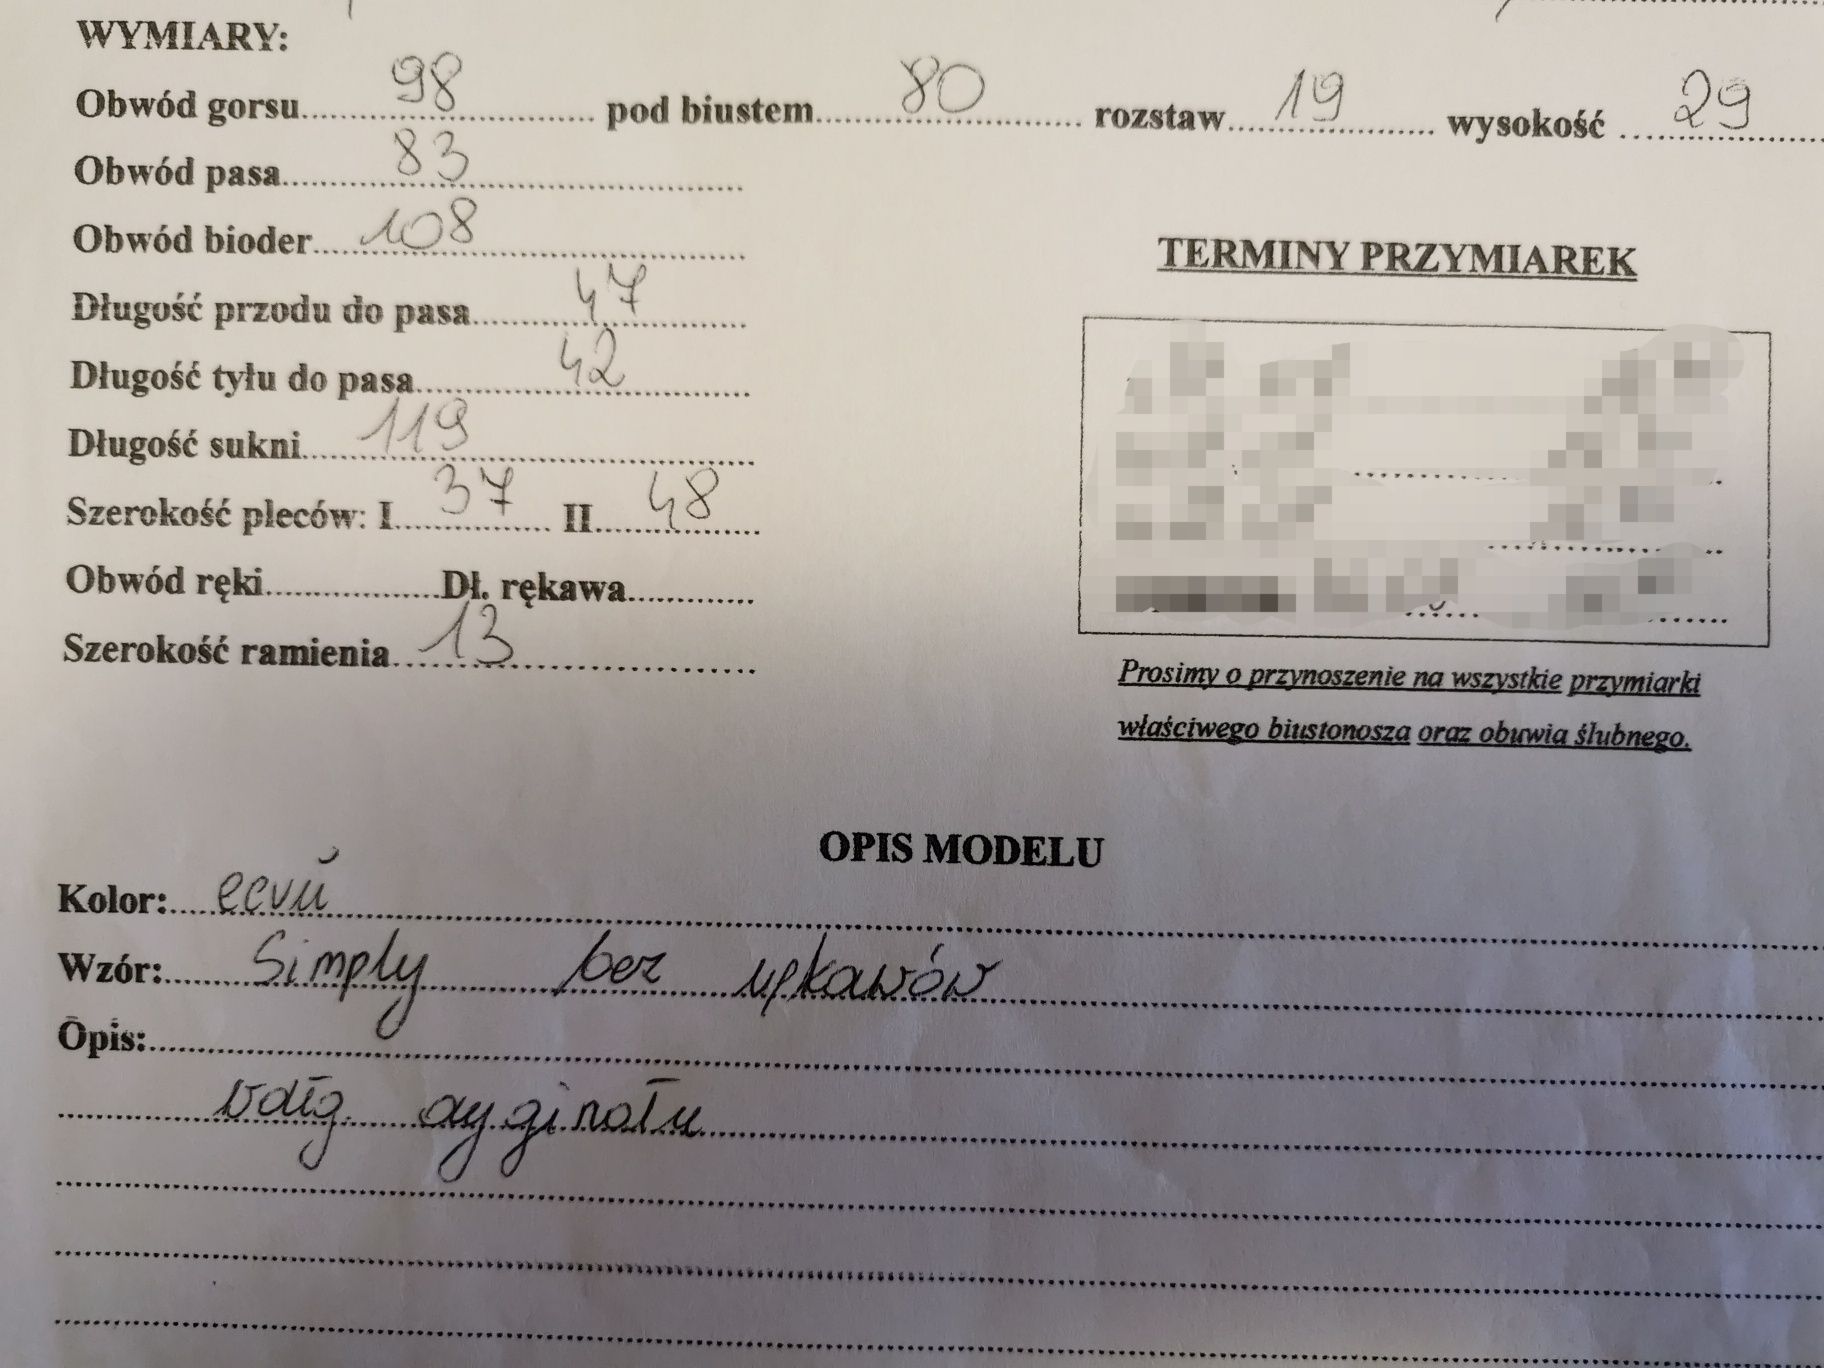 WYMIARY:
Obwód gorsu 98 pod biustem 80 rozstaw 19 wysokość 29
Obwód pasa 83
Obwód bioder 108
Długość przodu do pasa 47
Długość tyłu do pasa 42
Długość sukni 119
Szerokość pleców: I 37 II 48
Obwód ręki Dł. rękawa
Szerokość ramienia 13
TERMINY PRZYMIAREK
Prosimy o przynoszenie na wszystkie przymiarki
właściwego biustonosza oraz obuwia ślubnego.
OPIS MODELU
Kolor: ecru
Wzór: Simply bez rękawów
Opis:
wdłg oryginału